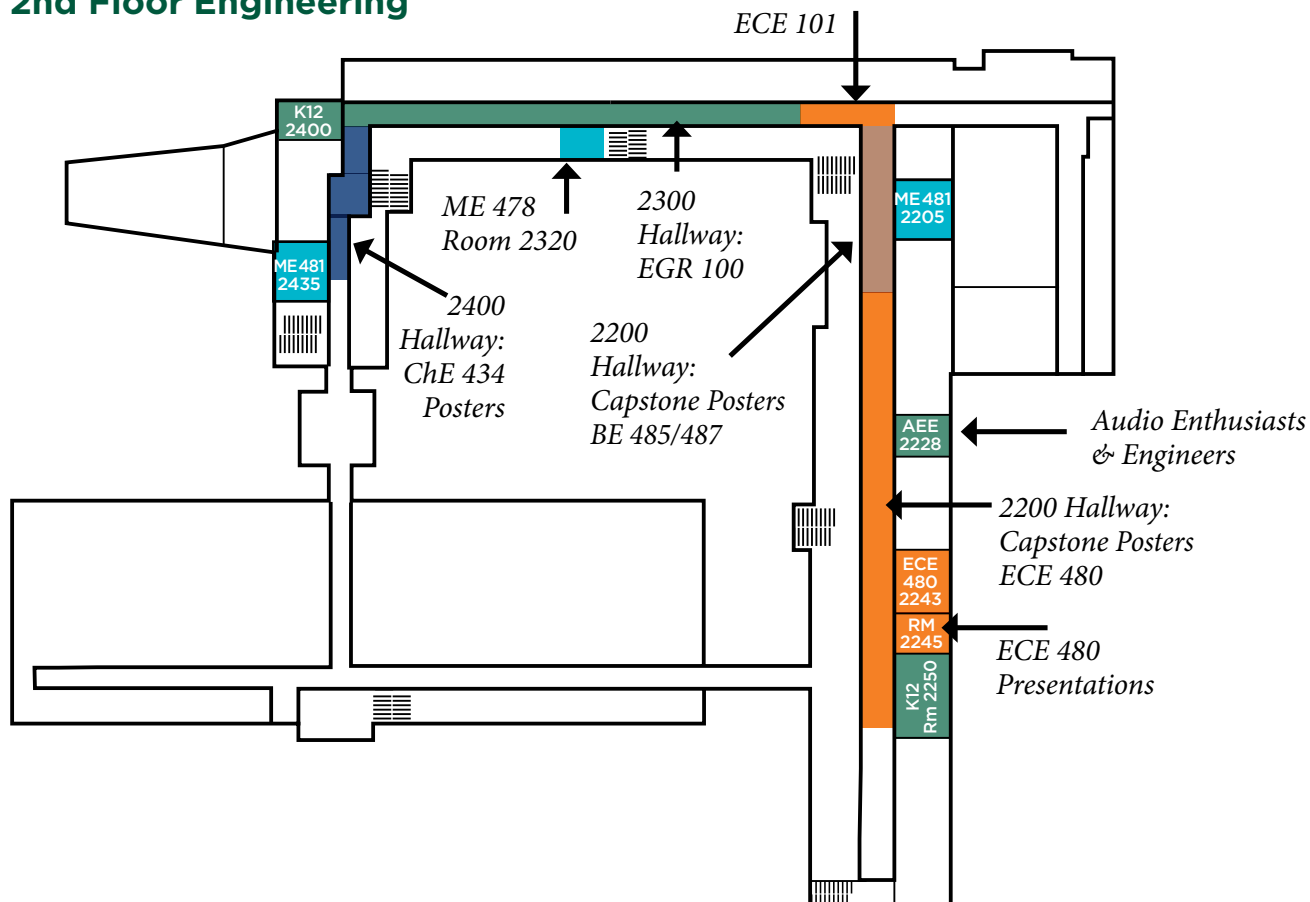 2nd Floor Engineering
ECE 101
K12
2400
ME 478
Room 2320
2300
Hallway:
EGR 100
ME481
2205
ME481
2435
2400
Hallway:
ChE 434
Posters
2200
Hallway:
Capstone Posters
BE 485/487
AEE
2228
Audio Enthusiasts
& Engineers
2200 Hallway:
Capstone Posters
ECE 480
ECE
480
2243
RM
2245
ECE 480
Presentations
K12
Rm 2250